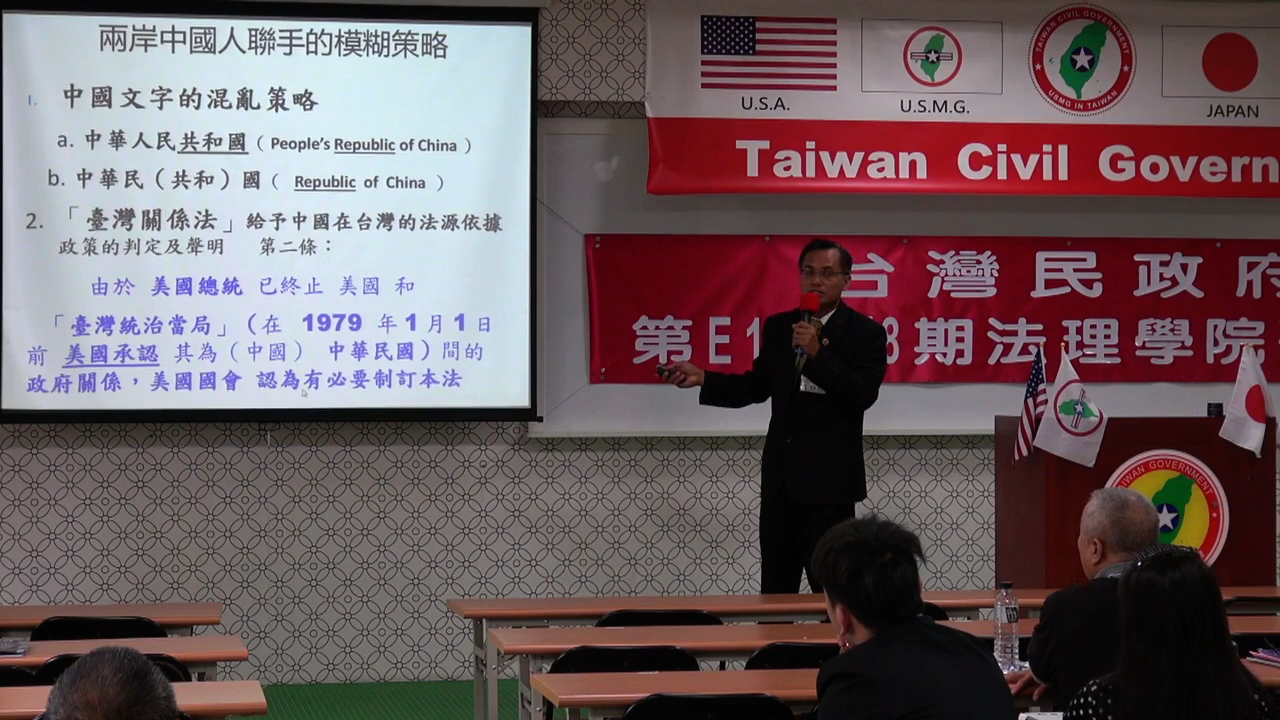 兩岸中國人聯手的模糊策略
1. 中國文字的混亂策略
a. 中華人民共和國（ People's Republic of China ）
b. 中華民（共和）國（ Republic of China ）
2. 「臺灣關係法」給予中國在台灣的法源依據
政策的判定及聲明 第二條：
由於 美國總統 已終止 美國 和
「臺灣統治當局」（在 1979 年 1 月 1 日
前 美國承認 其為（中國） 中華民國）間的
政府關係，美國國會 認為有必要制訂本法
U.S.A.
U.S.M.G.
TAIWAN CIVIL GOVERNMENT
USMG IN TAIWAN
JAPAN
Taiwan Civil Govern
台灣民政府
第E1 8期法理學院
IWAN GOVERNMENT